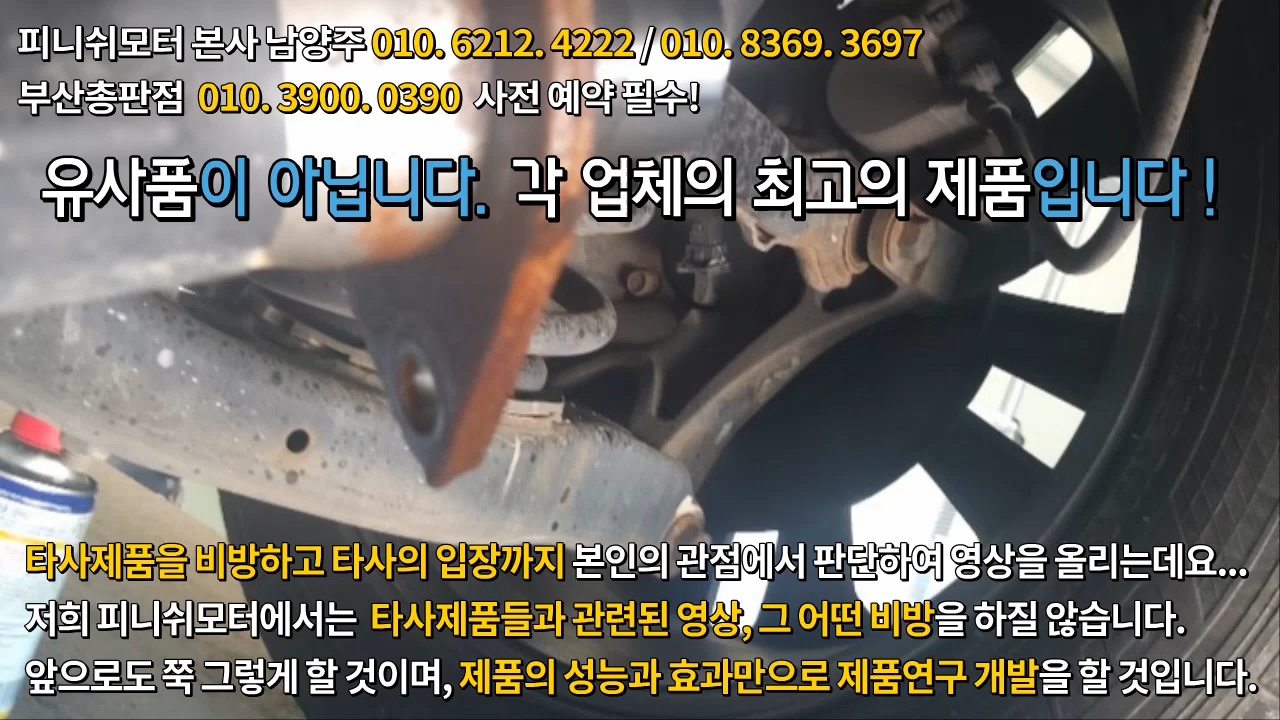 피니쉬모터 본사 남양주 010. 6212. 4222 / 010. 8369. 3697
부산총판점 010. 3900. 0390 사전 예약 필수!
유사품이 아닙니다. 각 업체의 최고의 제품입니다 !
타사제품을 비방하고 타사의 입장까지 본인의 관점에서 판단하여 영상을 올리는데요...
저희 피니쉬모터에서는 타사제품들과 관련된 영상, 그 어떤 비방을 하질 않습니다.
앞으로도 쭉 그렇게 할 것이며, 제품의 성능과 효과만으로 제품연구 개발을 할 것입니다.